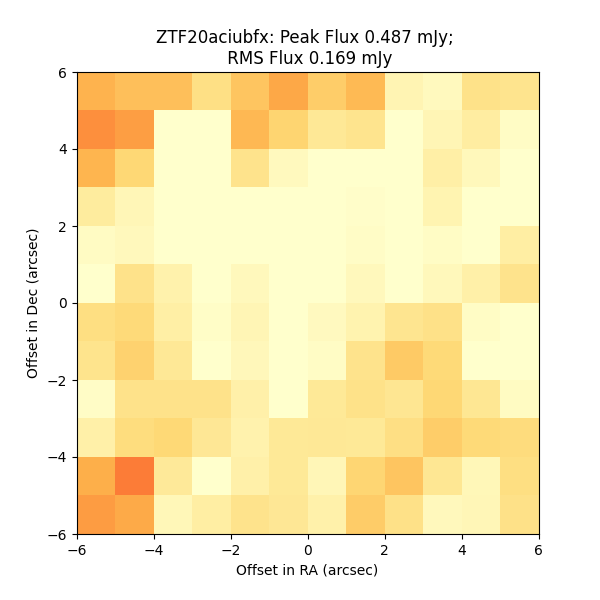 ZTF20aciubfx: Peak Flux 0.487 mJy;
RMS Flux 0.169 mJy
6
4
2
0
−2
−4
−6
Offset in Dec (arcsec)
−6 −4 −2 0 2 4 6
Offset in RA (arcsec)